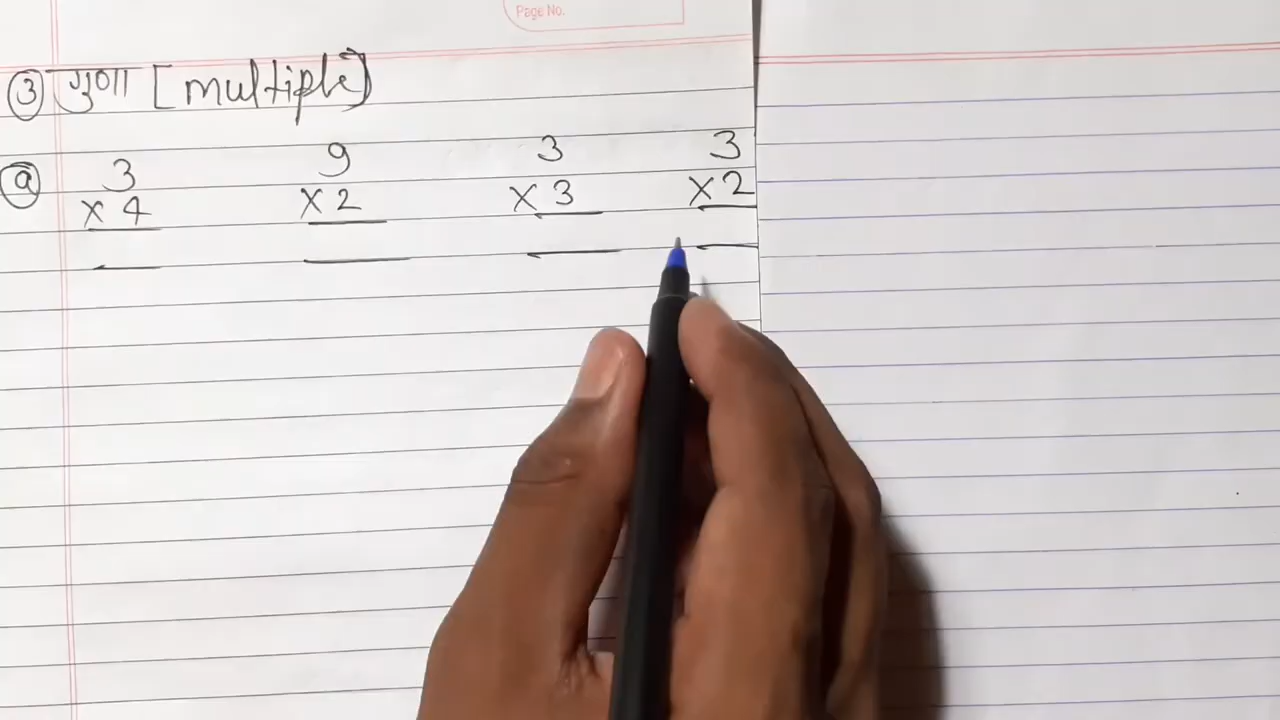 Page No.
③ गुणा [multiple]
ⓐ 3 9 3 3
× 4 × 2 × 3 × 2